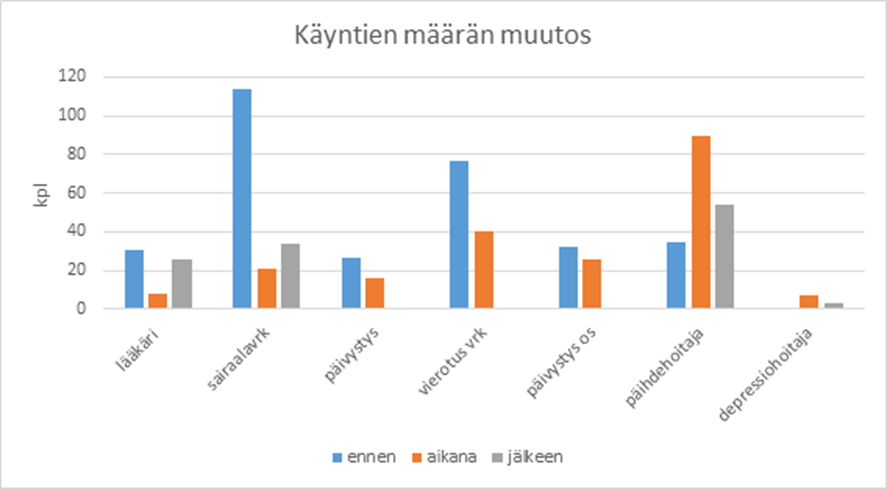 Käyntien määrän muutos
120
100
80
60
40
20
0
kpl
lääkäri
sairaalavrk
päivystys
vierotus vrk
päivystys os
päihdehoitaja
depressiohoitaja
ennen aikana jälkeen